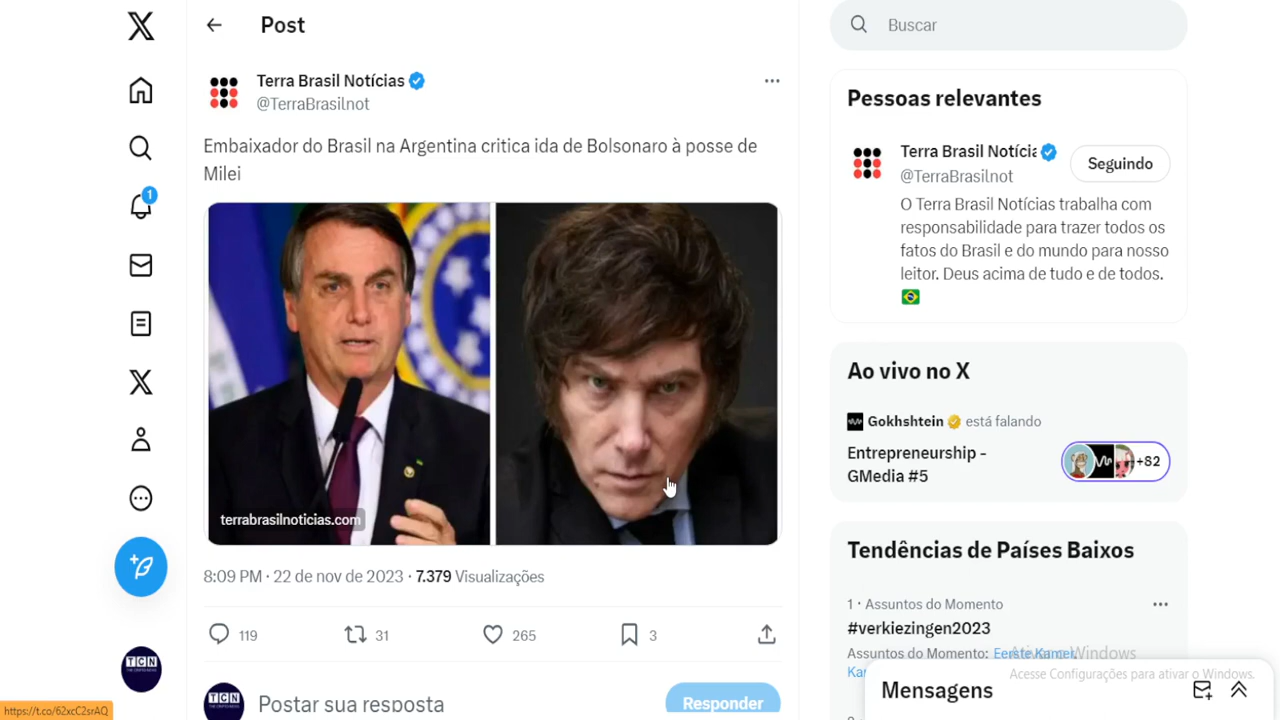 Post
Terra Brasil Notícias
@TerraBrasilnot
Embaixador do Brasil na Argentina critica ida de Bolsonaro à posse de
Milei
terrabrasilnoticias.com
8:09 PM · 22 de nov de 2023 · 7.379 Visualizações
119
31
265
3
TCN
Postar sua resposta
Responder
1
TCN
https://t.co/62xcC2srAQ
Buscar
Pessoas relevantes
Terra Brasil Notícia
@TerraBrasilnot
Seguindo
O Terra Brasil Notícias trabalha com
responsabilidade para trazer todos os
fatos do Brasil e do mundo para nosso
leitor. Deus acima de tudo e de todos.
Ao vivo no X
Gokhshtein está falando
Entrepreneurship -
GMedia #5
+82
Tendências de Países Baixos
1 · Assuntos do Momento
#verkiezingen2023
Assuntos do Momento: Eerste Kamer,
Windows
Acesse Configurações para ativar o Windows.
Mensagens